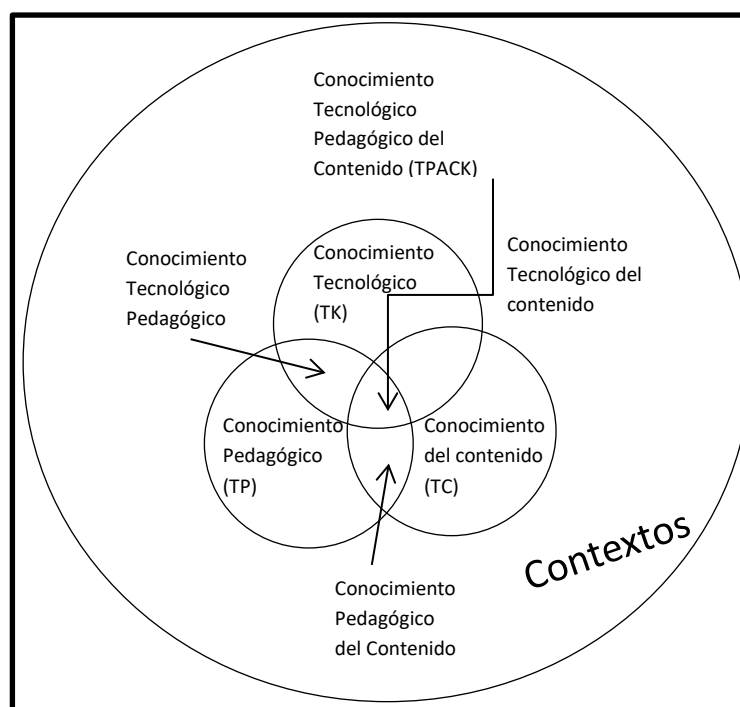 Conocimiento
Tecnológico
Pedagógico del
Contenido (TPACK)
Conocimiento
Tecnológico
Pedagógico
Conocimiento
Tecnológico
(TK)
Conocimiento
Tecnológico del
contenido
Conocimiento
Pedagógico
(TP)
Conocimiento
del contenido
(TC)
Contextos
Conocimiento
Pedagógico
del Contenido